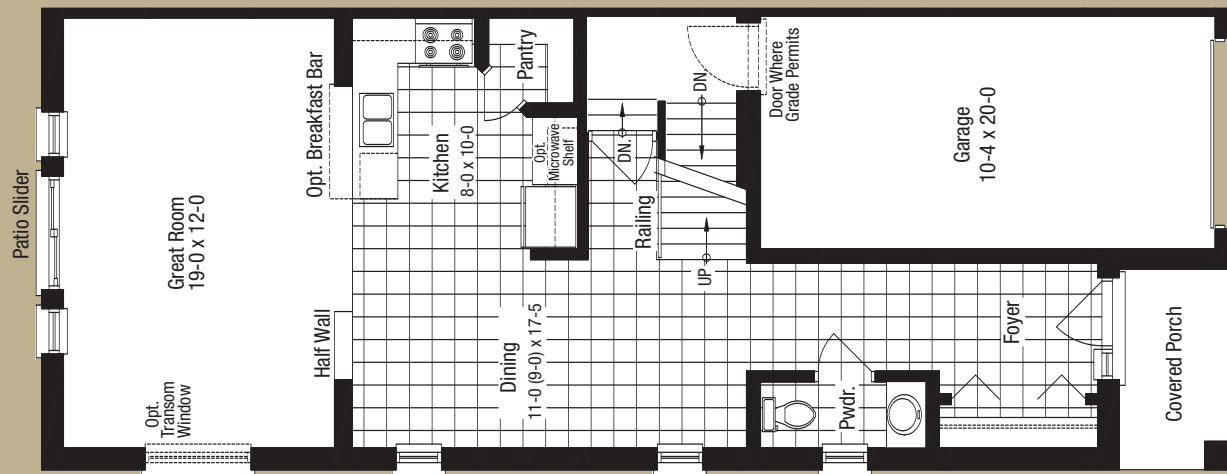 Patio Slider
Great Room
19-0 x 12-0
Opt.
Transom
Window
Opt. Breakfast Bar
Half Wall
Kitchen
8-0 x 10-0
Pantry
Opt.
Microwave
Shelf
Dining
11-0 (9-0) x 17-5
DN.
Railing
DN.
UP
Door Where
Grade Permits
Garage
10-4 x 20-0
Pwdr.
Foyer
Covered Porch